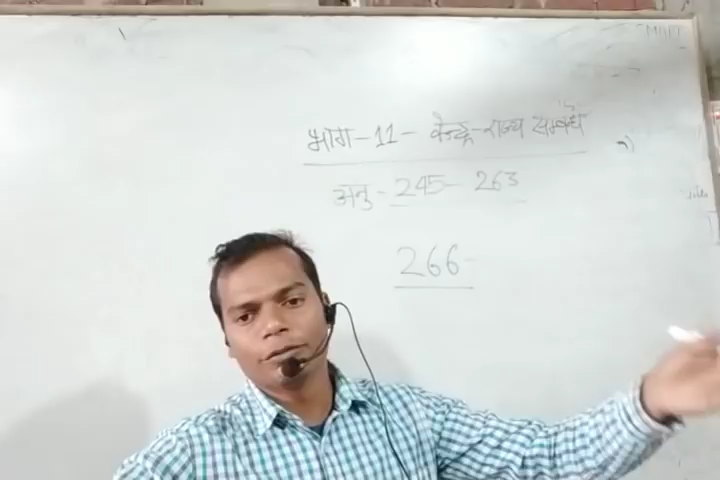 भाग-11- केन्द्र-राज्य सम्बंध
अनु - 245- 263
266-